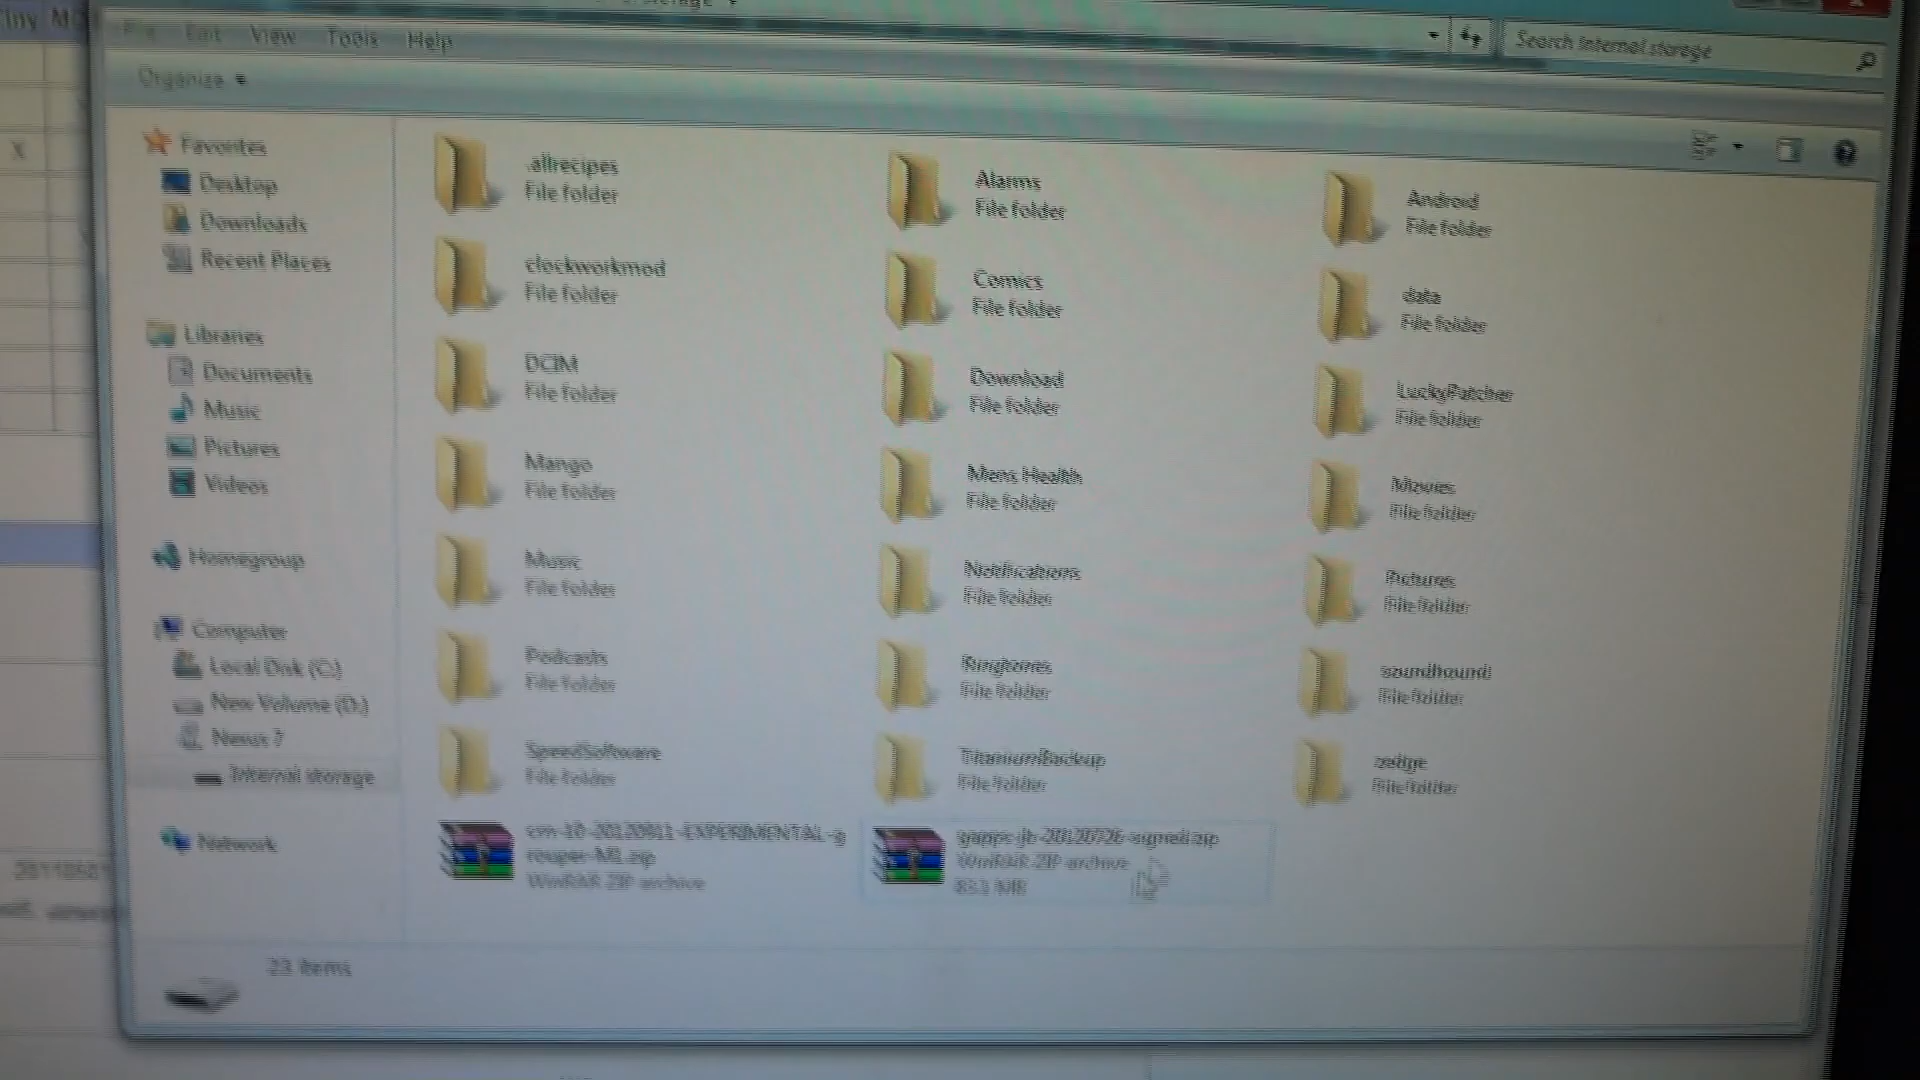 File Edit View Tools Help
Search Internal storage
Organize
Favorites
Desktop
Downloads
Recent Places
Libraries
Documents
Music
Pictures
Videos
Homegroup
Computer
Local Disk (C:)
New Volume (D:)
Nexus 7
Internal storage
Network
.allrecipes
File folder
Alarms
File folder
Android
File folder
clockworkmod
File folder
Comics
File folder
data
File folder
DCIM
File folder
Download
File folder
LuckyPatcher
File folder
Mango
File folder
Mens Health
File folder
Movies
File folder
Music
File folder
Notifications
File folder
Pictures
File folder
Podcasts
File folder
Ringtones
File folder
soundhound
File folder
SpeedSoftware
File folder
TitaniumBackup
File folder
zedge
File folder
cm-10-20120911-EXPERIMENTAL-g
rouper-M1.zip
WinRAR ZIP archive
gapps-jb-20120726-signed.zip
WinRAR ZIP archive
83.1 MB
23 items